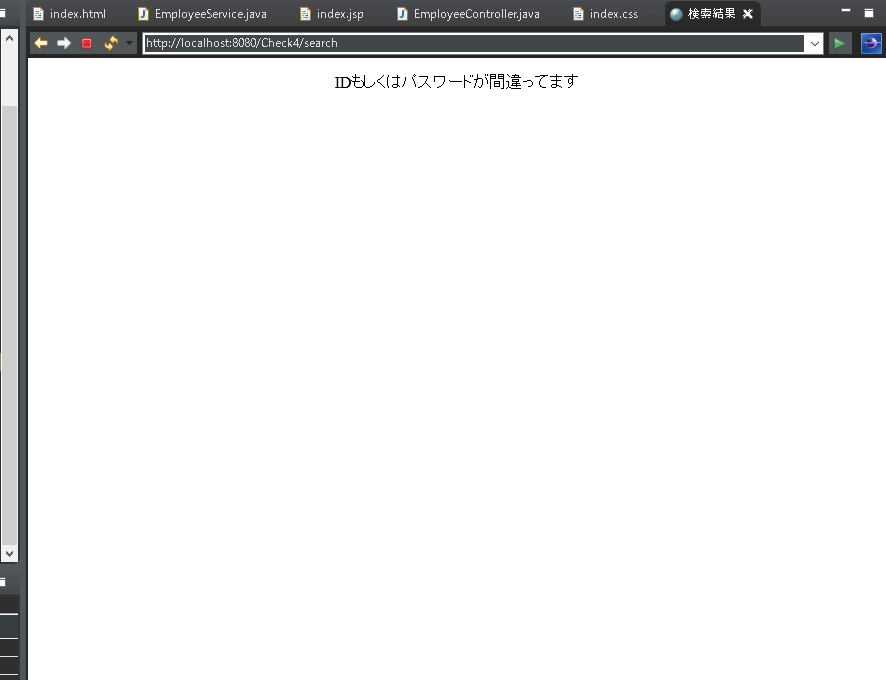 index.html EmployeeService.java index.jsp EmployeeController.java index.css 検索結果
http://localhost:8080/Check4/search
IDもしくはパスワードが間違ってます